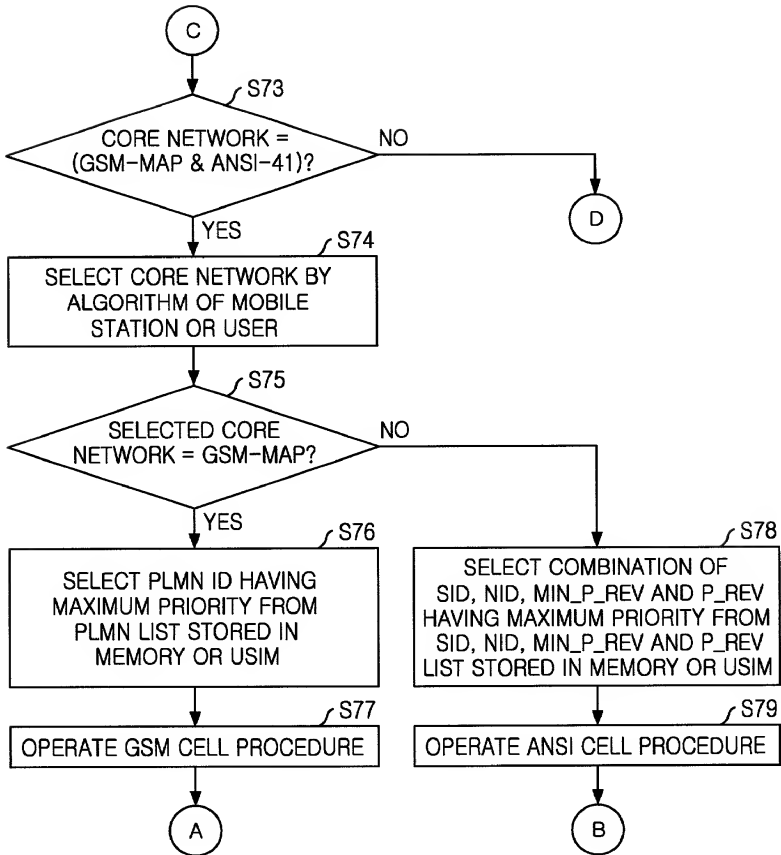 C
S73
CORE NETWORK =
(GSM-MAP & ANSI-41)?
NO
D
YES
S74
SELECT CORE NETWORK BY
ALGORITHM OF MOBILE
STATION OR USER
S75
SELECTED CORE
NETWORK = GSM-MAP?
NO
YES
S76
SELECT PLMN ID HAVING
MAXIMUM PRIORITY FROM
PLMN LIST STORED IN
MEMORY OR USIM
S78
SELECT COMBINATION OF
SID, NID, MIN_P_REV AND P_REV
HAVING MAXIMUM PRIORITY FROM
SID, NID, MIN_P_REV AND P_REV
LIST STORED IN MEMORY OR USIM
S77
OPERATE GSM CELL PROCEDURE
S79
OPERATE ANSI CELL PROCEDURE
A
B